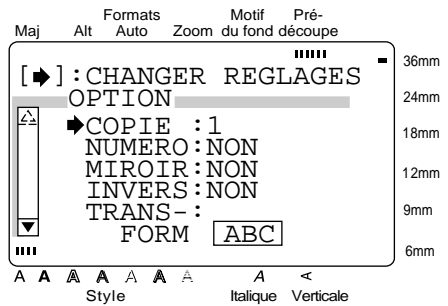 Formats Motif Pré-
Maj Alt Auto Zoom du fond découpe
[➡]:CHANGER REGLAGES
36mm
OPTION
24mm
➡COPIE :1
18mm
NUMERO:NON
MIROIR:NON
12mm
INVERS:NON
TRANS-:
9mm
FORM ABC
6mm
A A A A A A A A A
Style Italique Verticale